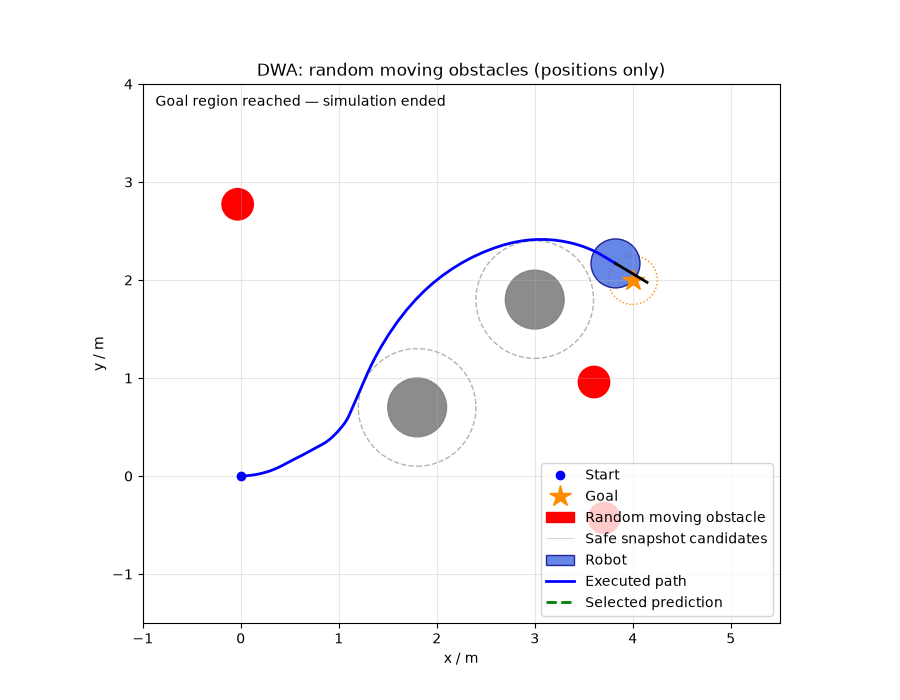 DWA: random moving obstacles (positions only)
Goal region reached — simulation ended
4
3
2
1
0
−1
y / m
−1
0
1
2
3
4
5
x / m
Start
Goal
Random moving obstacle
Safe snapshot candidates
Robot
Executed path
Selected prediction